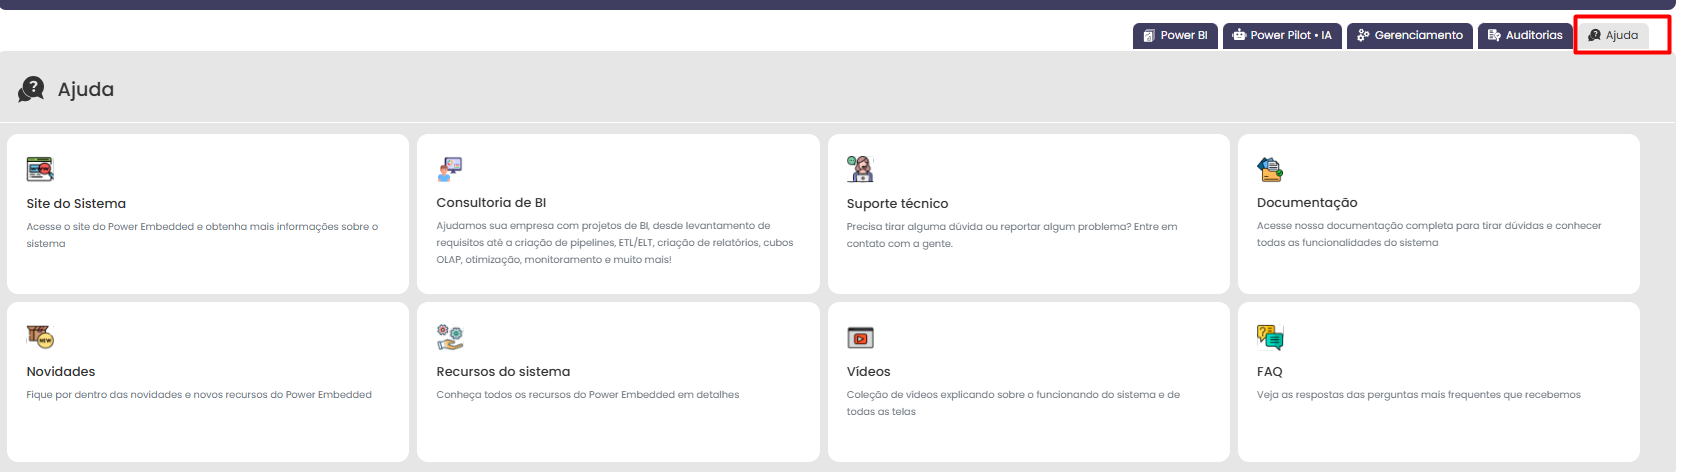 Power BI
Power Pilot • IA
Gerenciamento
Auditorias
Ajuda
Ajuda
Site do Sistema
Acesse o site do Power Embedded e obtenha mais informações sobre o
sistema
Consultoria de BI
Ajudamos sua empresa com projetos de BI, desde levantamento de
requisitos até a criação de pipelines, ETL/ELT, criação de relatórios, cubos
OLAP, otimização, monitoramento e muito mais!
Suporte técnico
Precisa tirar alguma dúvida ou reportar algum problema? Entre em
contato com a gente.
Documentação
Acesse nossa documentação completa para tirar dúvidas e conhecer
todas as funcionalidades do sistema
NEW
Novidades
Fique por dentro das novidades e novos recursos do Power Embedded
Recursos do sistema
Conheça todos os recursos do Power Embedded em detalhes
Vídeos
Coleção de vídeos explicando sobre o funcionando do sistema e de
todas as telas
FAQ
Veja as respostas das perguntas mais frequentes que recebemos